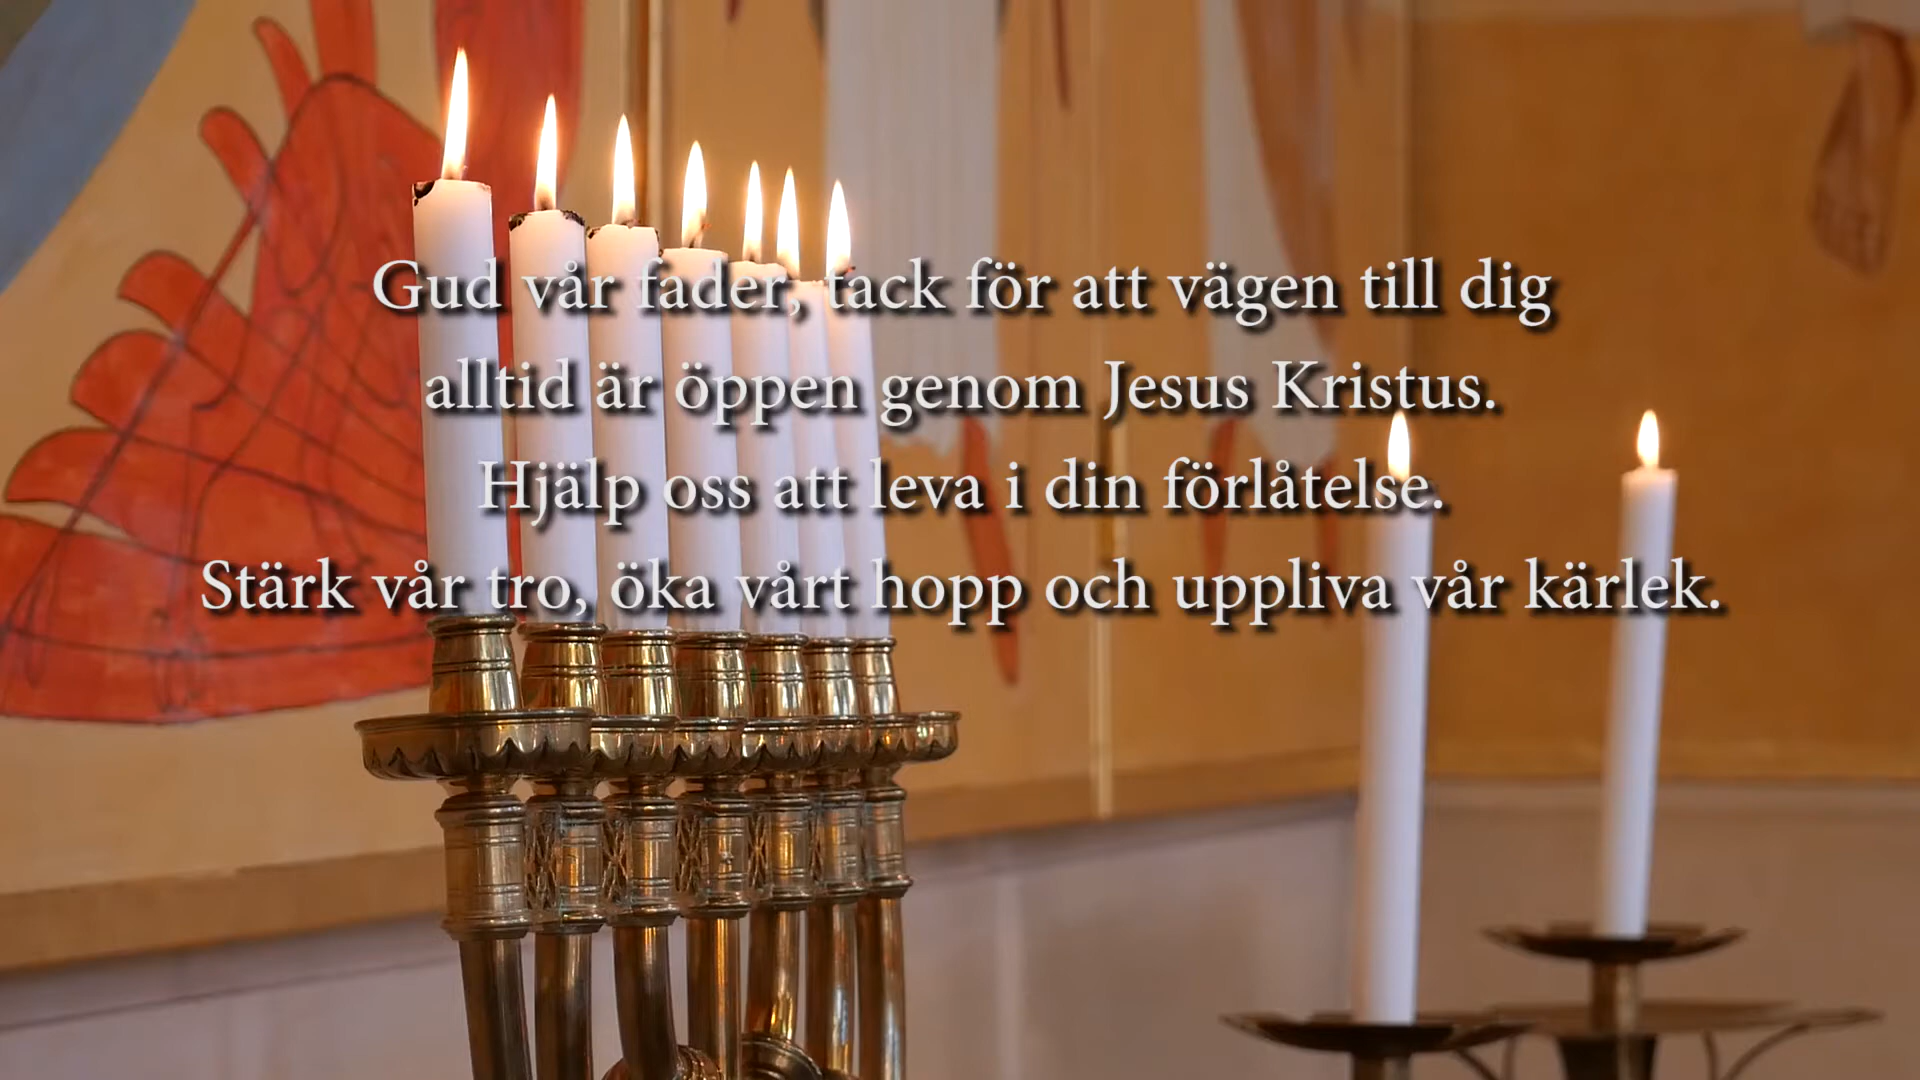 Gud vår fader, tack för att vägen till dig
alltid är öppen genom Jesus Kristus.
Hjälp oss att leva i din förlåtelse.
Stärk vår tro, öka vårt hopp och uppliva vår kärlek.